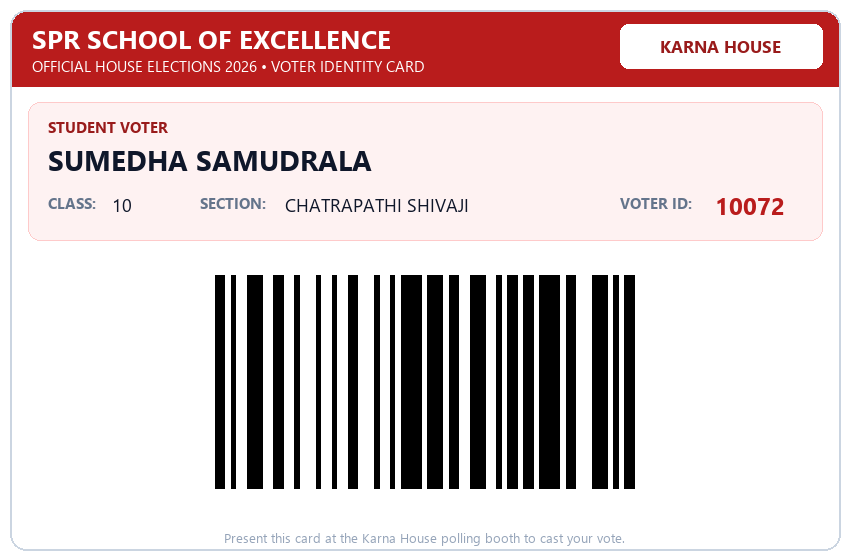 SPR SCHOOL OF EXCELLENCE
OFFICIAL HOUSE ELECTIONS 2026 • VOTER IDENTITY CARD
KARNA HOUSE
STUDENT VOTER
SUMEDHA SAMUDRALA
CLASS: 10 SECTION: CHATRAPATHI SHIVAJI VOTER ID: 10072
Present this card at the Karna House polling booth to cast your vote.